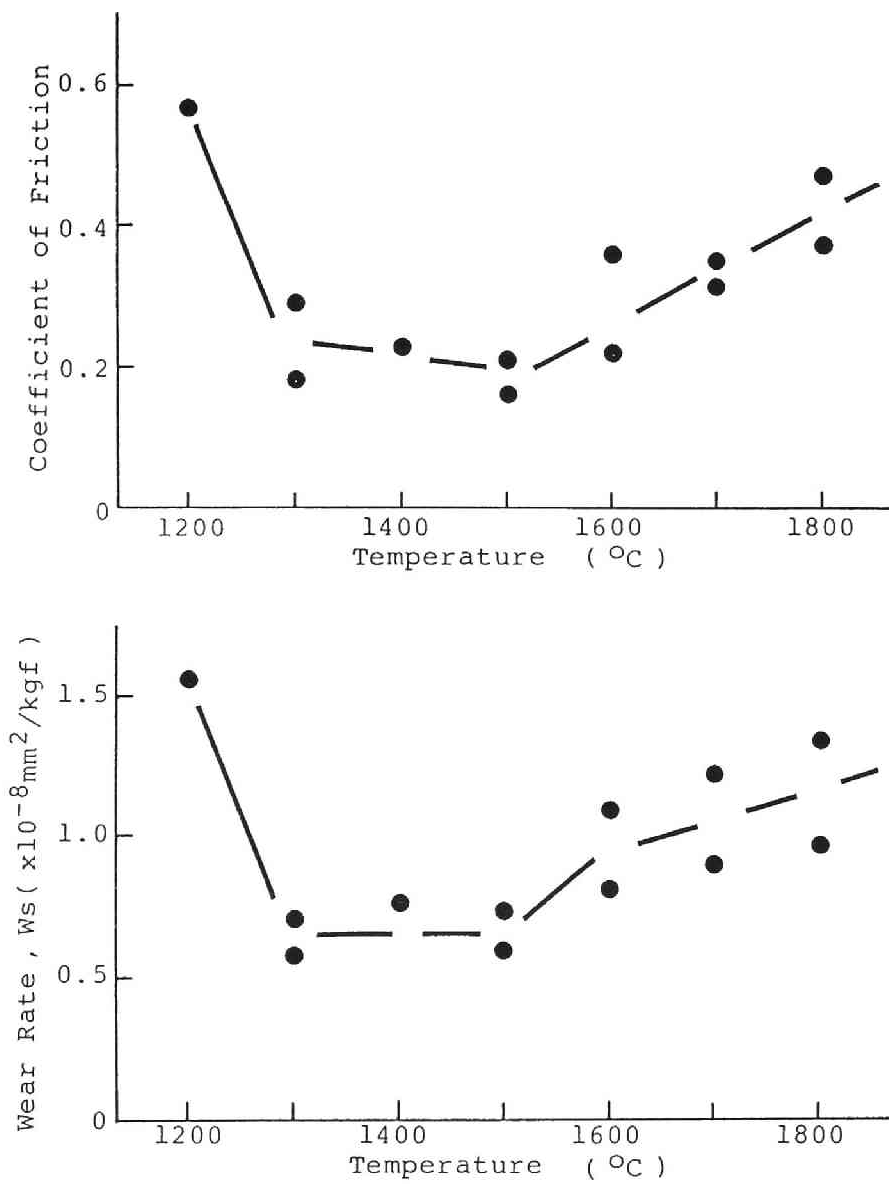 Coefficient of Friction
0.6
0.4
0.2
0
1200 1400 1600 1800
Temperature (°C)
Wear Rate, Ws(x10⁻⁸mm²/kgf)
1.5
1.0
0.5
0
1200 1400 1600 1800
Temperature (°C)